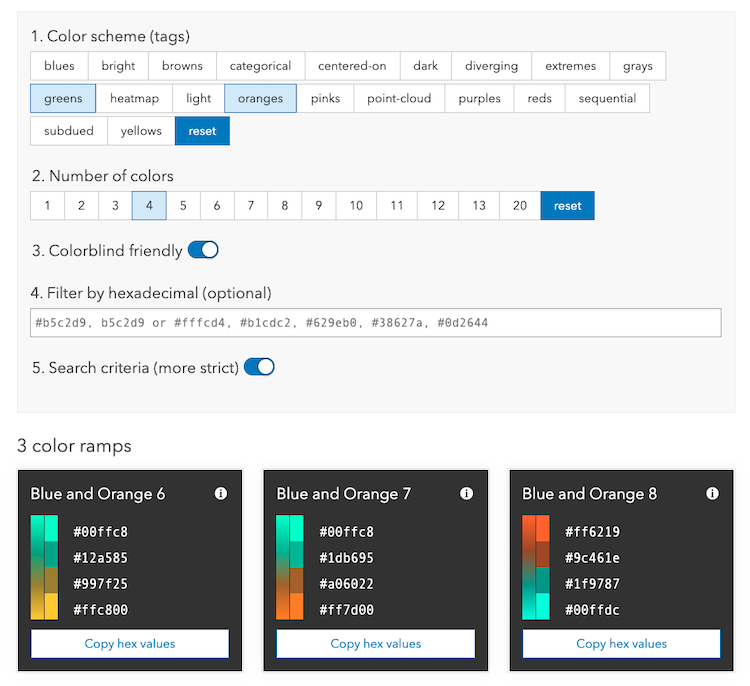 1. Color scheme (tags)
blues bright browns categorical centered-on dark diverging extremes grays
greens heatmap light oranges pinks point-cloud purples reds sequential
subdued yellows reset
2. Number of colors
1 2 3 4 5 6 7 8 9 10 11 12 13 20 reset
3. Colorblind friendly
4. Filter by hexadecimal (optional)
#b5c2d9, b5c2d9 or #fffcd4, #b1cdc2, #629eb0, #38627a, #0d2644
5. Search criteria (more strict)
3 color ramps
Blue and Orange 6
#00ffc8
#12a585
#997f25
#ffc800
Copy hex values
Blue and Orange 7
#00ffc8
#1db695
#a06022
#ff7d00
Copy hex values
Blue and Orange 8
#ff6219
#9c461e
#1f9787
#00ffdc
Copy hex values